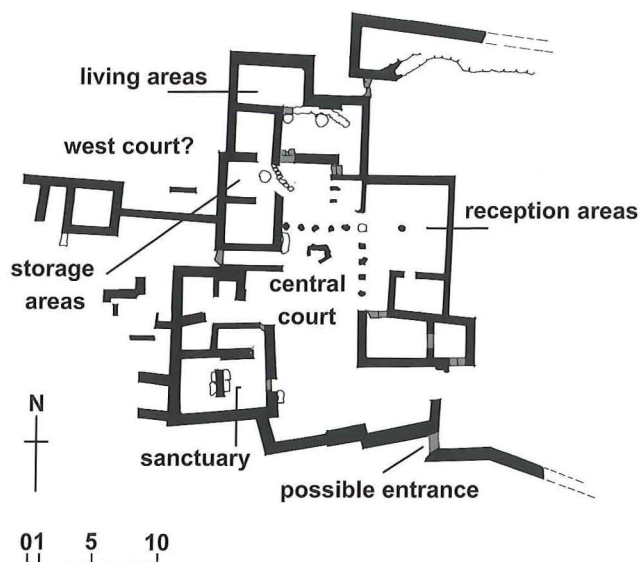 living areas
west court?
reception areas
storage
areas
central
court
N
sanctuary
possible entrance
01 5 10